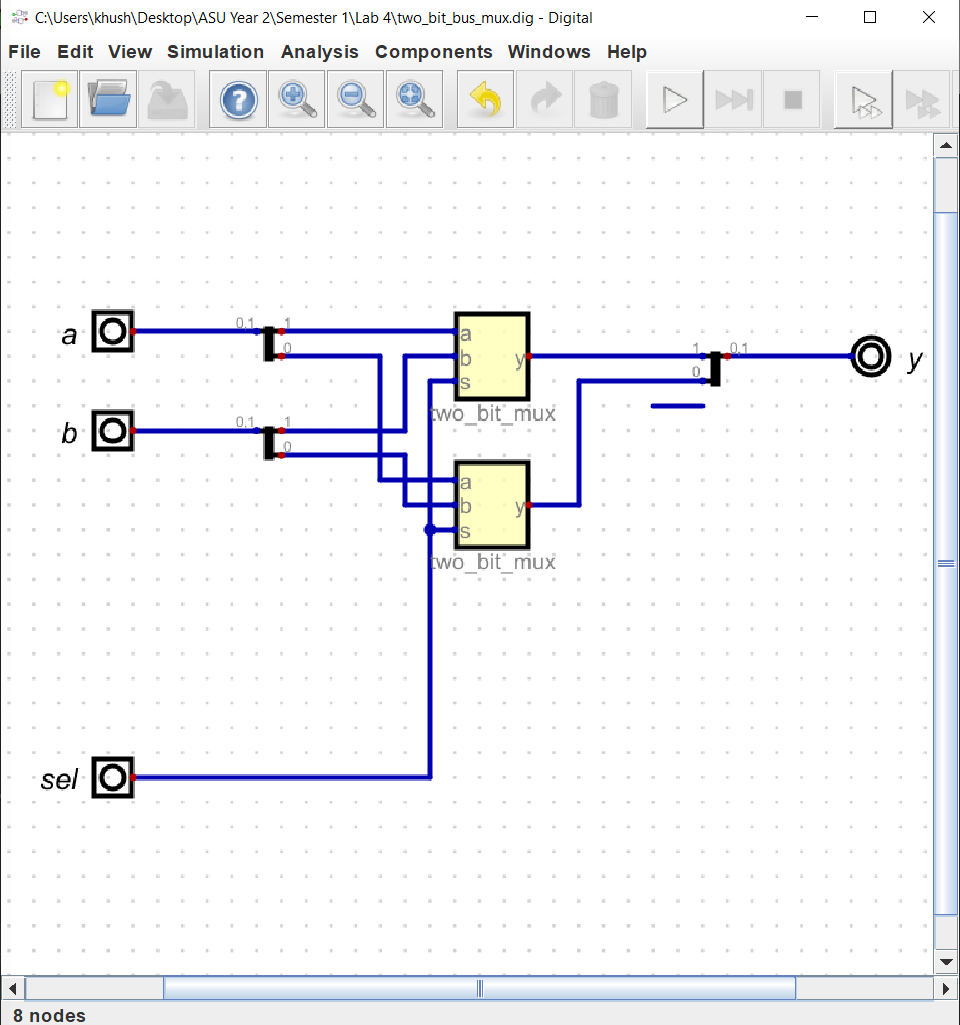 C:\Users\khush\Desktop\ASU Year 2\Semester 1\Lab 4\two_bit_bus_mux.dig - Digital
File Edit View Simulation Analysis Components Windows Help
a 0,1 1
0
a
b
s
y
two_bit_mux
1 0,1
0
y
b 0,1 1
0
a
b
s
y
two_bit_mux
sel
8 nodes